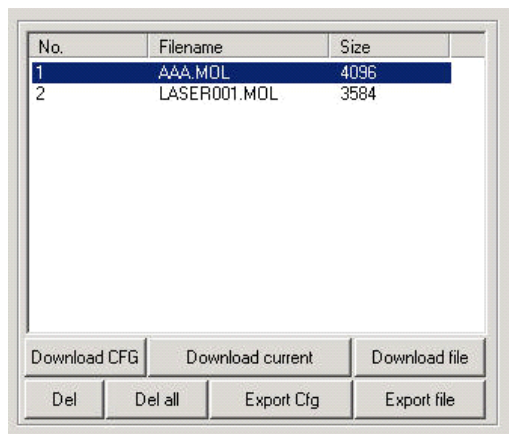 No. Filename Size
1 AAA.MOL 4096
2 LASER001.MOL 3584
Download CFG Download current Download file
Del Del all Export Cfg Export file